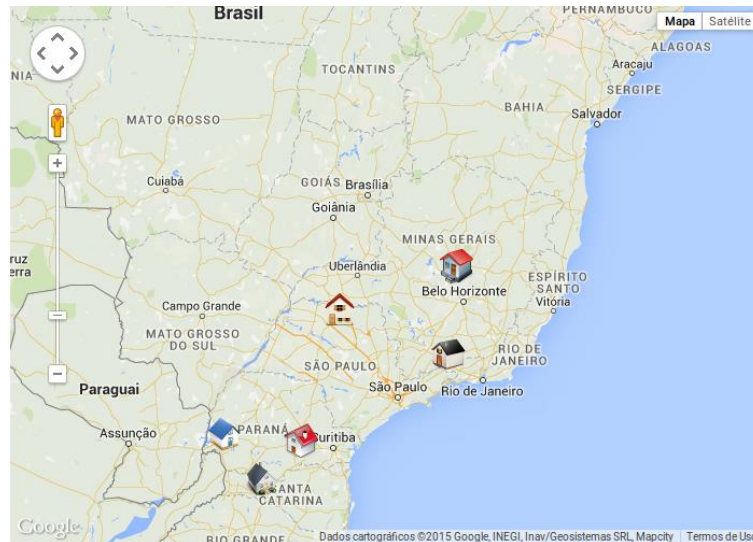 Brasil
PERNAMBUCO
Mapa
Satélite
ALAGOAS
Aracaju
SERGIPE
TOCANTINS
BAHIA
Salvador
MATO GROSSO
Cuiabá
GOIÁS
Brasília
Goiânia
MINAS GERAIS
Uberlândia
ESPÍRITO
SANTO
Belo Horizonte
Vitória
Campo Grande
MATO GROSSO
DO SUL
RIO DE
JANEIRO
SÃO PAULO
São Paulo
Rio de Janeiro
Paraguai
Assunção
PARANÁ
Curitiba
SANTA
CATARINA
RIO GRANDE
Google
Dados cartográficos ©2015 Google, INEGI, Inav/Geosistemas SRL, Mapcity
Termos de Us